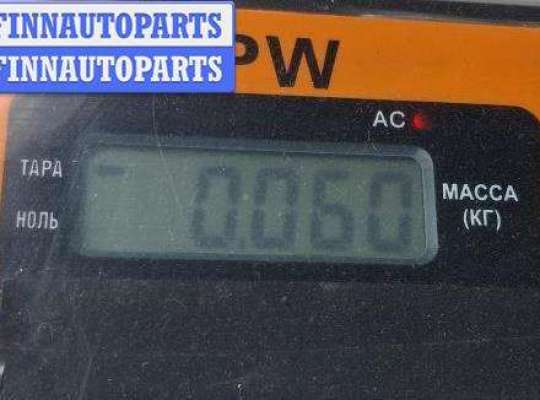 FINNAUTOPARTS
FINNAUTOPARTS
PW
AC
ТАРА
0.060
МАССА
(КГ)
НОЛЬ